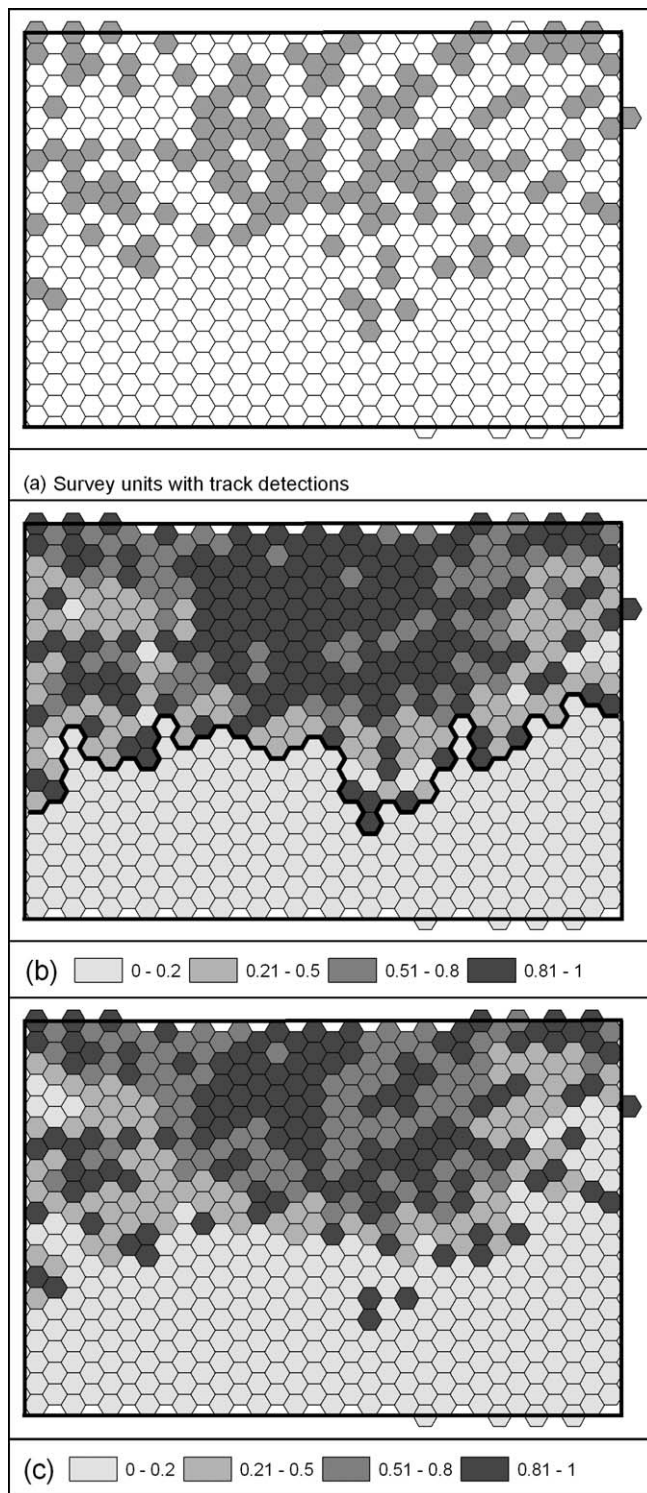 (a) Survey units with track detections
(b) 0 - 0.2 0.21 - 0.5 0.51 - 0.8 0.81 - 1
(c) 0 - 0.2 0.21 - 0.5 0.51 - 0.8 0.81 - 1